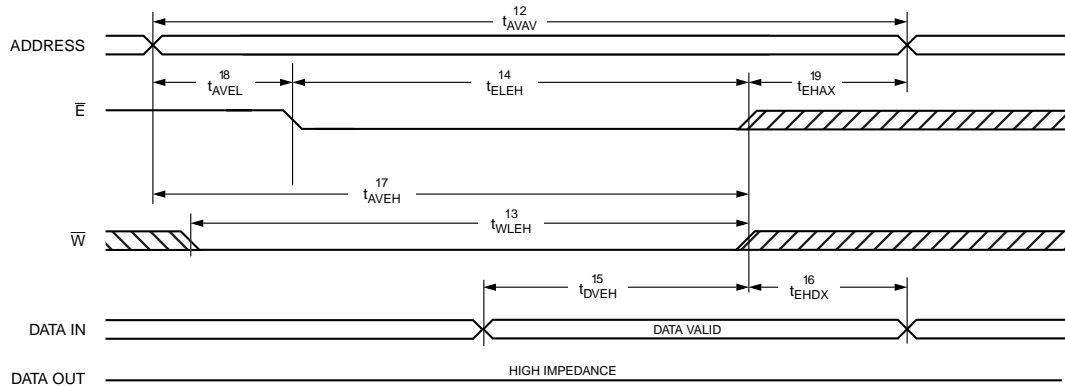 12
tAVAV
ADDRESS
18
tAVEL
14
tELEH
19
tEHAX
E̅
17
tAVEH
13
tWLEH
W̅
15
tDVEH
16
tEHDX
DATA IN
DATA VALID
DATA OUT
HIGH IMPEDANCE